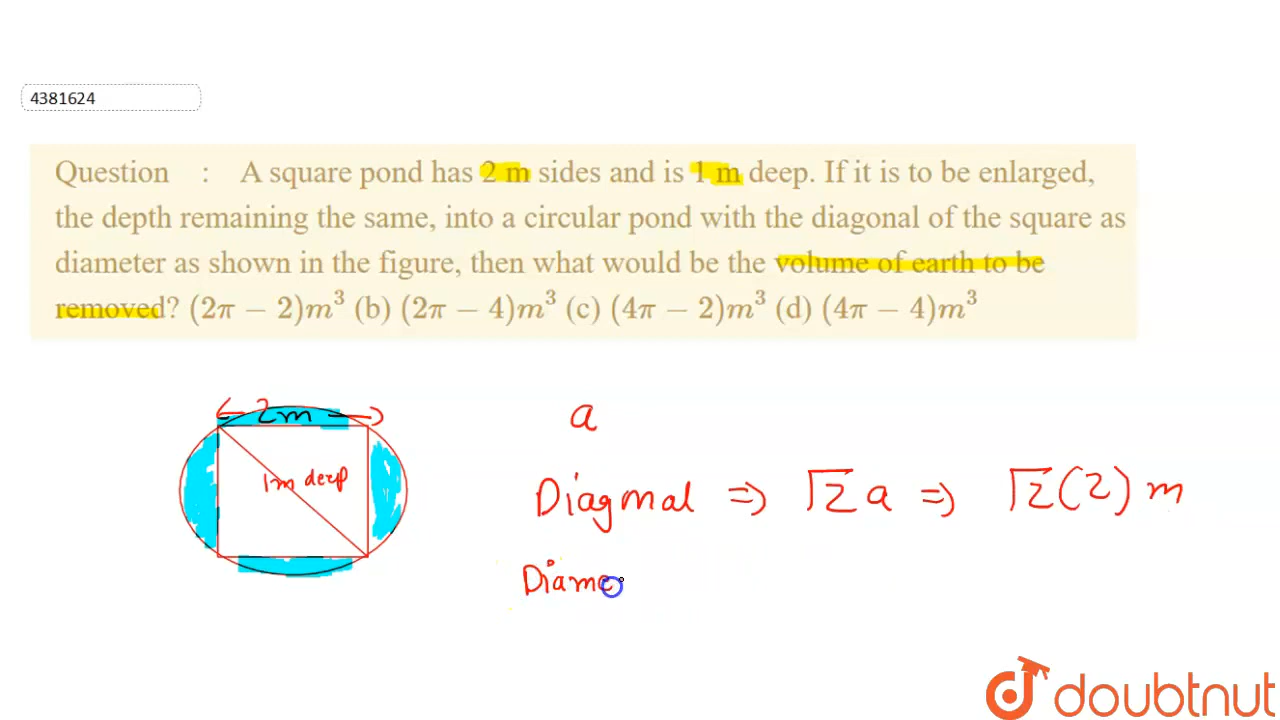 4381624
Question : A square pond has 2 m sides and is 1 m deep. If it is to be enlarged,
the depth remaining the same, into a circular pond with the diagonal of the square as
diameter as shown in the figure, then what would be the volume of earth to be
removed? (2π − 2)m³ (b) (2π − 4)m³ (c) (4π − 2)m³ (d) (4π − 4)m³
← 2m →
1m deep
a
Diagonal ⇒ √2 a ⇒ √2 (2) m
Diame
doubtnut